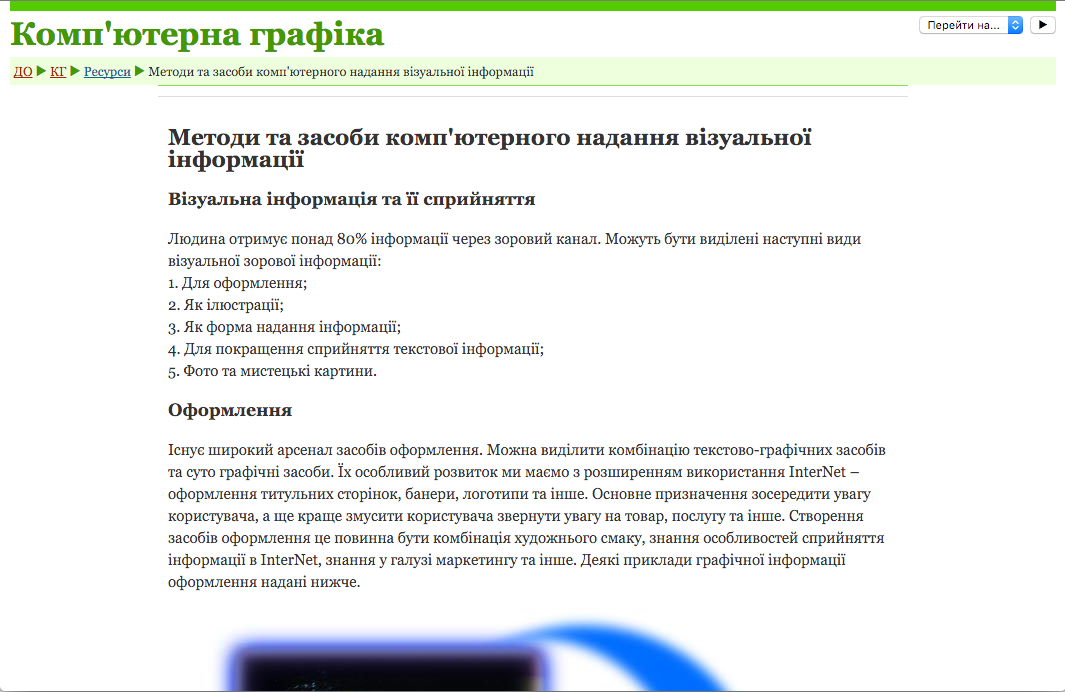 Комп'ютерна графіка
Перейти на...
ДО КГ Ресурси Методи та засоби комп'ютерного надання візуальної інформації
Методи та засоби комп'ютерного надання візуальної
інформації
Візуальна інформація та її сприйняття
Людина отримує понад 80% інформації через зоровий канал. Можуть бути виділені наступні види
візуальної зорової інформації:
1. Для оформлення;
2. Як ілюстрації;
3. Як форма надання інформації;
4. Для покращення сприйняття текстової інформації;
5. Фото та мистецькі картини.
Оформлення
Існує широкий арсенал засобів оформлення. Можна виділити комбінацію текстово-графічних засобів
та суто графічні засоби. Їх особливий розвиток ми маємо з розширенням використання InterNet –
оформлення титульних сторінок, банери, логотипи та інше. Основне призначення зосередити увагу
користувача, а ще краще змусити користувача звернути увагу на товар, послугу та інше. Створення
засобів оформлення це повинна бути комбінація художнього смаку, знання особливостей сприйняття
інформації в InterNet, знання у галузі маркетингу та інше. Деякі приклади графічної інформації
оформлення надані нижче.